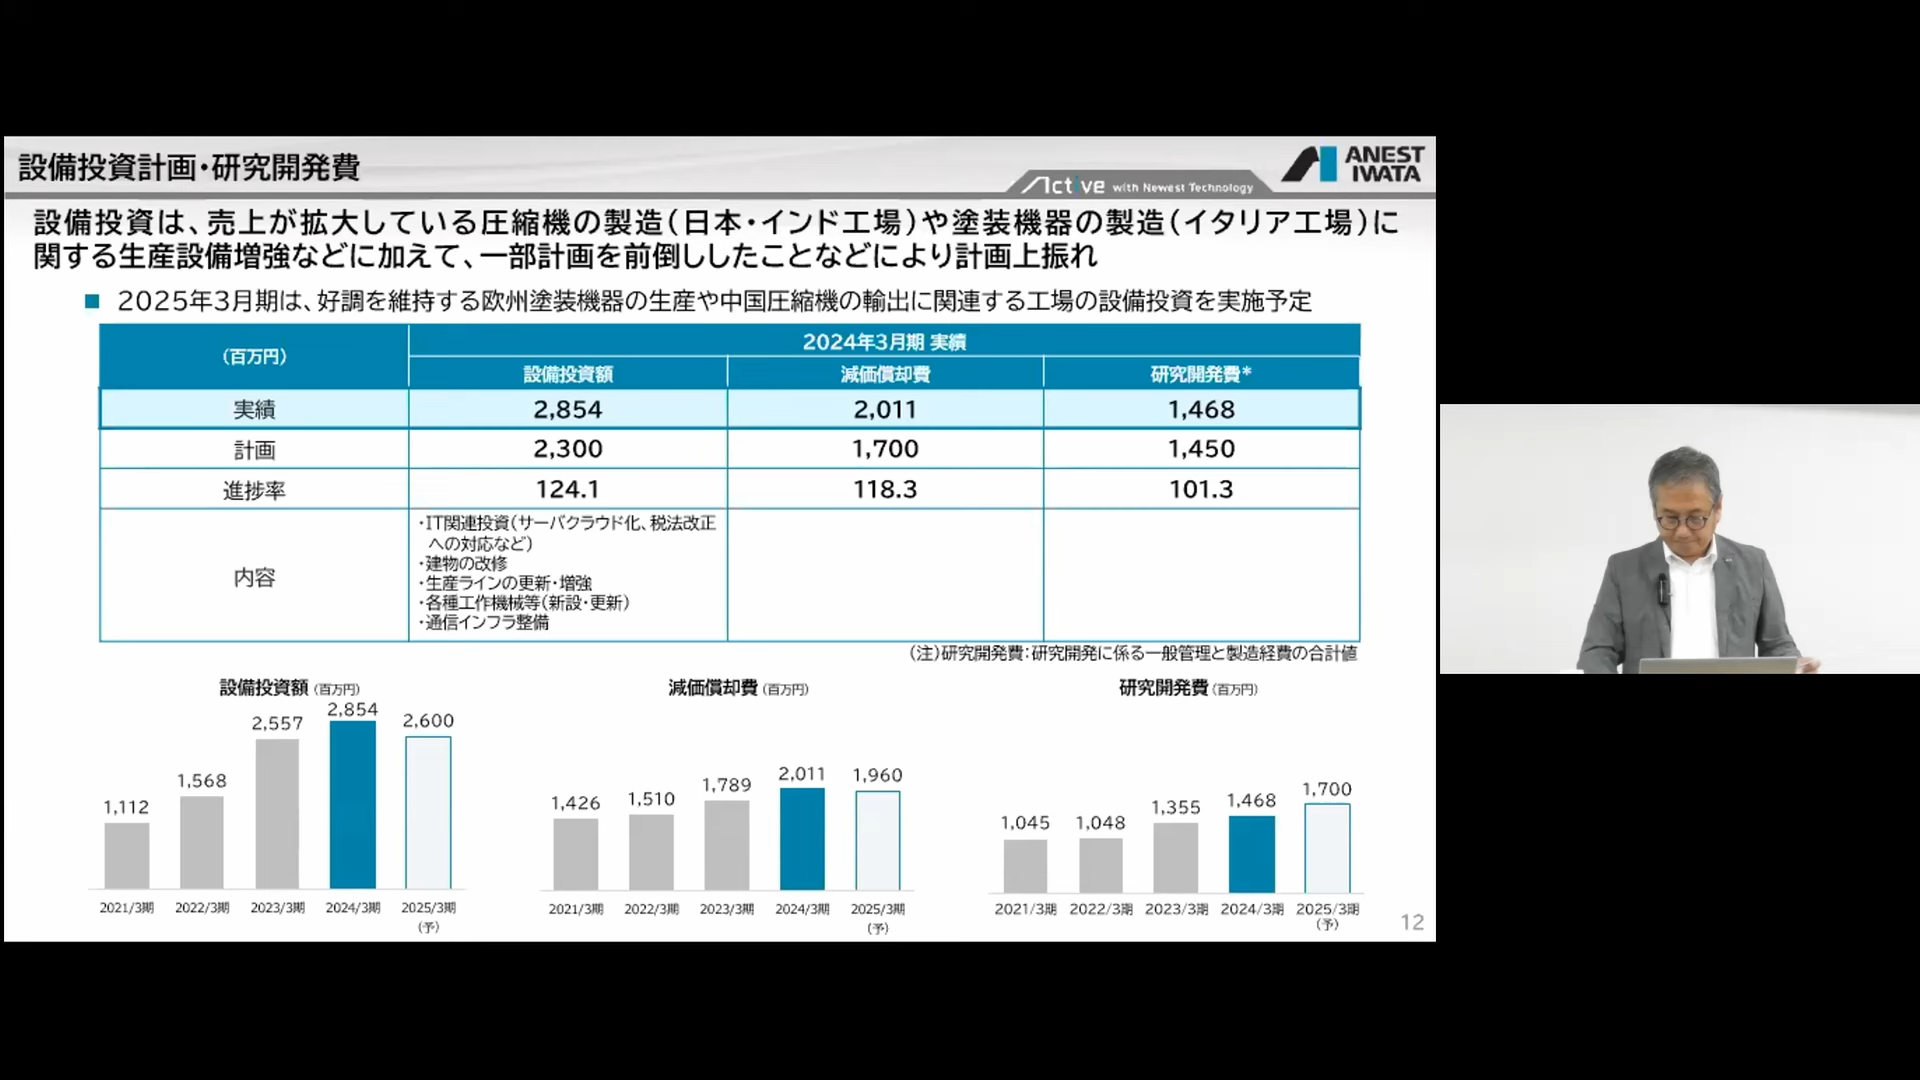 設備投資計画・研究開発費
Active with Newest Technology
ANEST
IWATA
設備投資は、売上が拡大している圧縮機の製造（日本・インド工場）や塗装機器の製造（イタリア工場）に
関する生産設備増強などに加えて、一部計画を前倒ししたことなどにより計画上振れ
■ 2025年3月期は、好調を維持する欧州塗装機器の生産や中国圧縮機の輸出に関連する工場の設備投資を実施予定
（百万円）
2024年3月期 実績
設備投資額 減価償却費 研究開発費*
実績 2,854 2,011 1,468
計画 2,300 1,700 1,450
進捗率 124.1 118.3 101.3
内容
・IT関連投資（サーバクラウド化、税法改正
への対応など）
・建物の改修
・生産ラインの更新・増強
・各種工作機械等（新設・更新）
・通信インフラ整備
（注）研究開発費：研究開発に係る一般管理と製造経費の合計値
設備投資額（百万円）
1,112 1,568 2,557 2,854 2,600
2021/3期 2022/3期 2023/3期 2024/3期 2025/3期
（予）
減価償却費（百万円）
1,426 1,510 1,789 2,011 1,960
2021/3期 2022/3期 2023/3期 2024/3期 2025/3期
（予）
研究開発費（百万円）
1,045 1,048 1,355 1,468 1,700
2021/3期 2022/3期 2023/3期 2024/3期 2025/3期
（予）
12